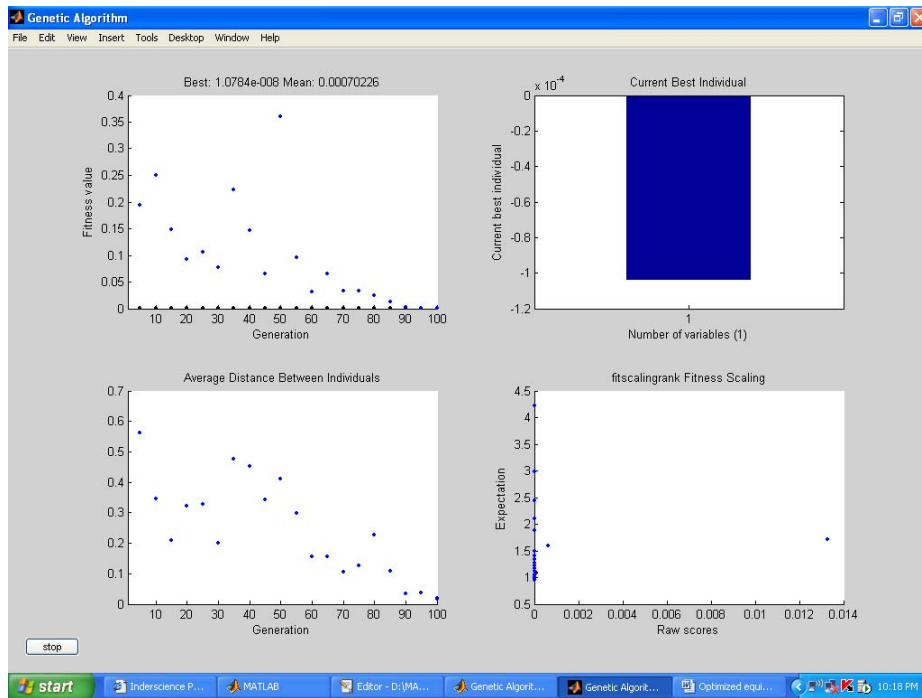 Genetic Algorithm
File Edit View Insert Tools Desktop Window Help
Best: 1.0784e-008 Mean: 0.00070226
0.4
0.35
0.3
0.25
0.2
0.15
0.1
0.05
0
Fitness value
10 20 30 40 50 60 70 80 90 100
Generation
Current Best Individual
x 10-4
0
-0.2
-0.4
-0.6
-0.8
-1
-1.2
Current best individual
1
Number of variables (1)
Average Distance Between Individuals
0.7
0.6
0.5
0.4
0.3
0.2
0.1
0
10 20 30 40 50 60 70 80 90 100
Generation
fitscalingrank Fitness Scaling
4.5
4
3.5
3
2.5
2
1.5
1
0.5
Expectation
0 0.002 0.004 0.006 0.008 0.01 0.012 0.014
Raw scores
stop
start Inderscience P... MATLAB Editor - D:\MA... Genetic Algorit... Genetic Algorit... Optimized equi... 10:18 PM